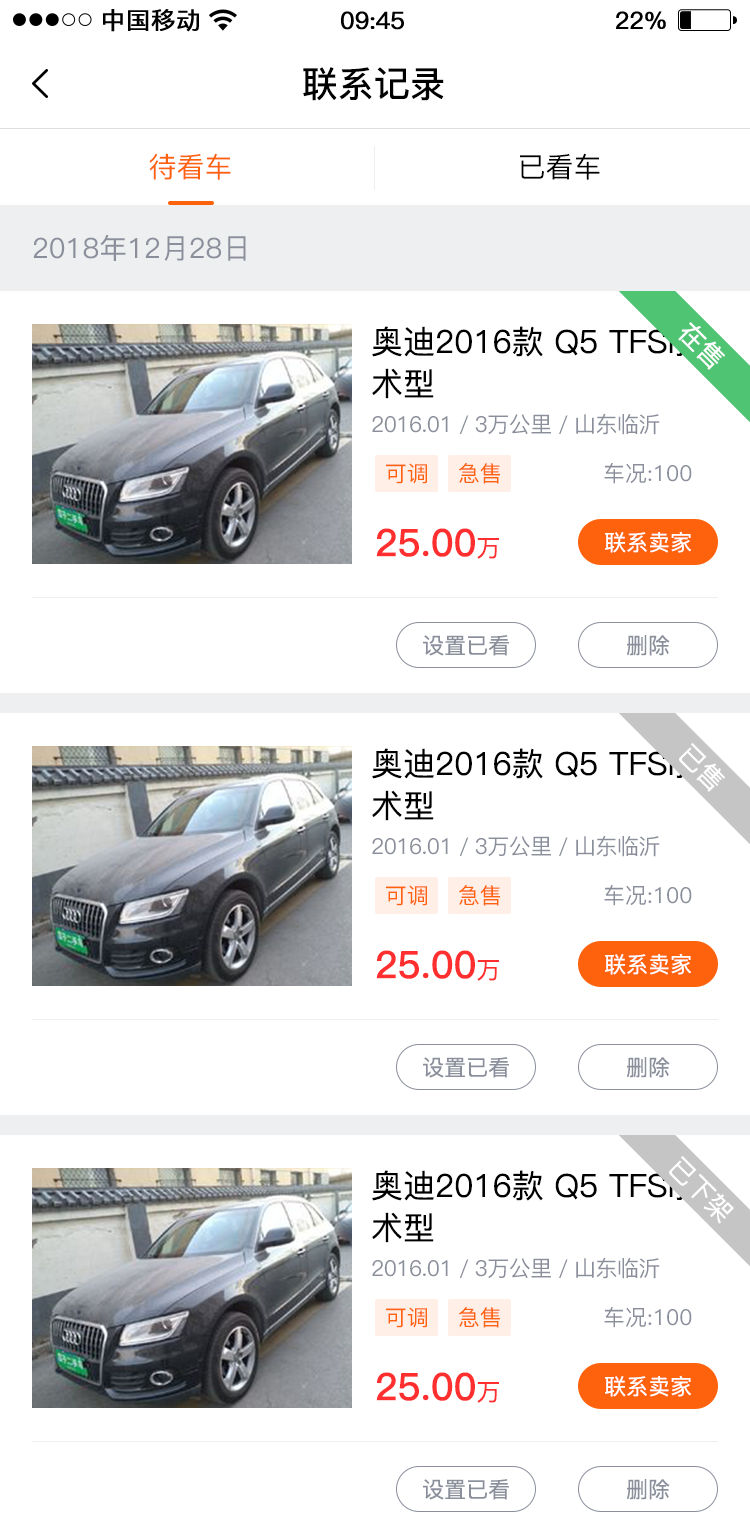 中国移动
09:45
22%
联系记录
待看车
已看车
2018年12月28日
在售
奥迪2016款 Q5 TFSI
术型
2016.01 / 3万公里 / 山东临沂
可调
急售
车况:100
25.00万
联系卖家
设置已看
删除
已售
奥迪2016款 Q5 TFSI
术型
2016.01 / 3万公里 / 山东临沂
可调
急售
车况:100
25.00万
联系卖家
设置已看
删除
已下架
奥迪2016款 Q5 TFSI
术型
2016.01 / 3万公里 / 山东临沂
可调
急售
车况:100
25.00万
联系卖家
设置已看
删除